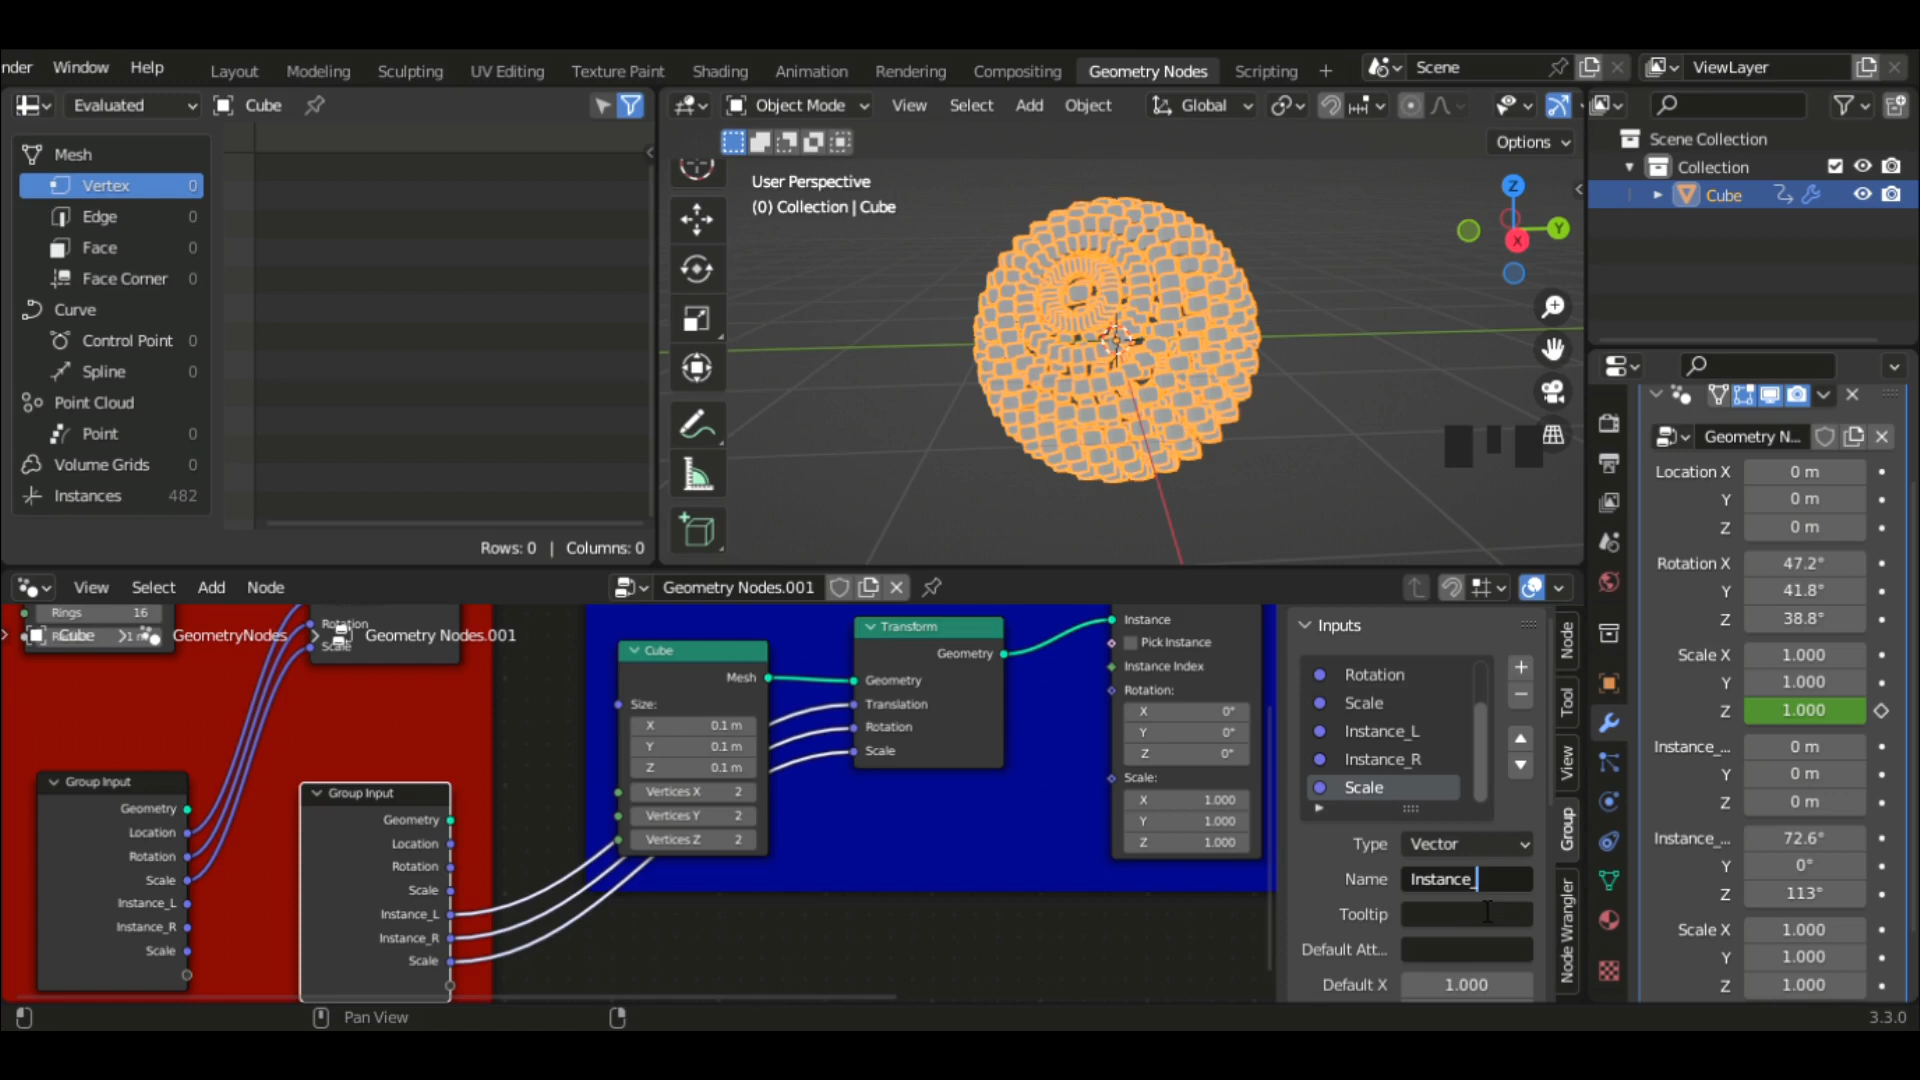 nder Window Help Layout Modeling Sculpting UV Editing Texture Paint Shading Animation Rendering Compositing Geometry Nodes Scripting + Scene ViewLayer
Evaluated Cube
Object Mode View Select Add Object Global
Options
Mesh
Vertex 0
Edge 0
Face 0
Face Corner 0
Curve
Control Point 0
Spline 0
Point Cloud
Point 0
Volume Grids 0
Instances 482
Rows: 0 | Columns: 0
User Perspective
(0) Collection | Cube
Z
Y
X
Scene Collection
Collection
Cube
View Select Add Node Geometry Nodes.001
Rings 16
Cube GeometryNodes Geometry Nodes.001
Rotation
Scale
Group Input
Geometry
Location
Rotation
Scale
Instance_L
Instance_R
Scale
Group Input
Geometry
Location
Rotation
Scale
Instance_L
Instance_R
Scale
Cube
Mesh
Size:
X 0.1 m
Y 0.1 m
Z 0.1 m
Vertices X 2
Vertices Y 2
Vertices Z 2
Transform
Geometry
Geometry
Translation
Rotation
Scale
Instance
Pick Instance
Instance Index
Rotation:
X 0°
Y 0°
Z 0°
Scale:
X 1.000
Y 1.000
Z 1.000
Inputs
Rotation
Scale
Instance_L
Instance_R
Scale
Type Vector
Name Instance_
Tooltip
Default Att...
Default X 1.000
Node
Tool
View
Group
Node Wrangler
Geometry N...
Location X 0 m
Y 0 m
Z 0 m
Rotation X 47.2°
Y 41.8°
Z 38.8°
Scale X 1.000
Y 1.000
Z 1.000
Instance_... 0 m
Y 0 m
Z 0 m
Instance_... 72.6°
Y 0°
Z 113°
Scale X 1.000
Y 1.000
Z 1.000
Pan View
3.3.0